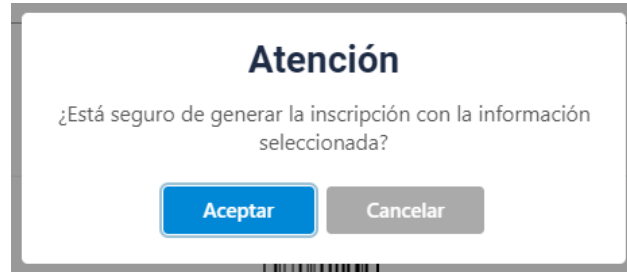 Atención
¿Está seguro de generar la inscripción con la información
seleccionada?
Aceptar
Cancelar